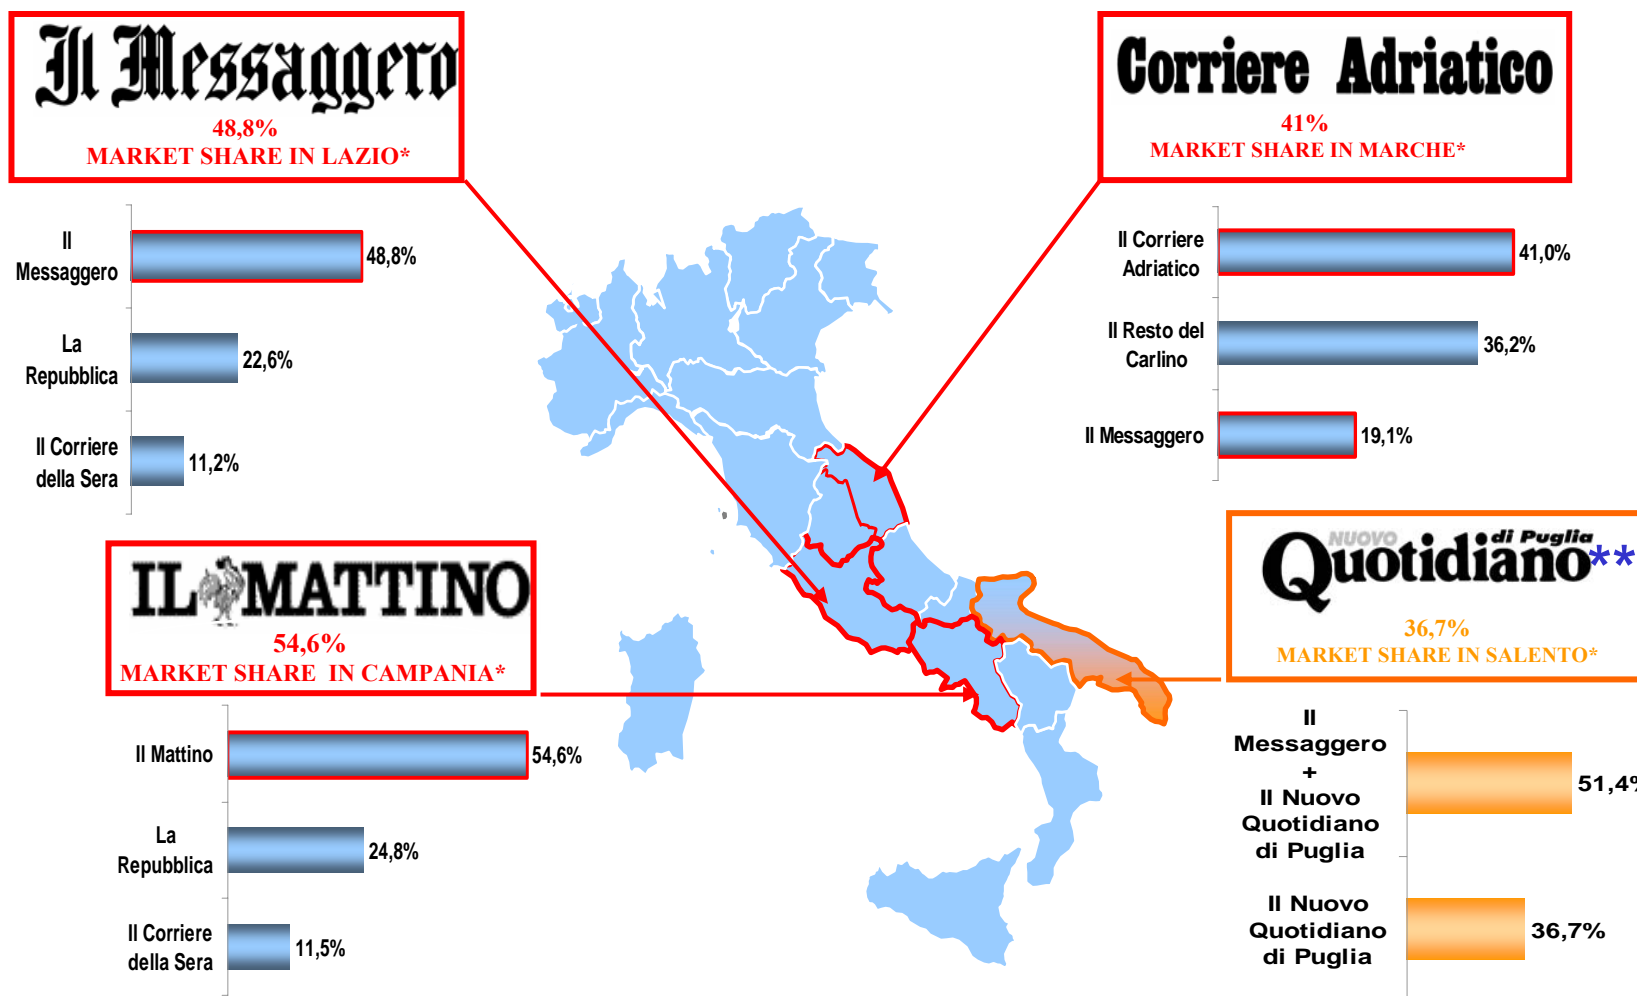 Il Messaggero
48,8%
MARKET SHARE IN LAZIO*
Il
Messaggero
48,8%
La
Repubblica
22,6%
Il Corriere
della Sera
11,2%
Corriere Adriatico
41%
MARKET SHARE IN MARCHE*
Il Corriere
Adriatico
41,0%
Il Resto del
Carlino
36,2%
Il Messaggero
19,1%
IL MATTINO
54,6%
MARKET SHARE IN CAMPANIA*
Il Mattino
54,6%
La
Repubblica
24,8%
Il Corriere
della Sera
11,5%
NUOVO
di Puglia
Quotidiano**
36,7%
MARKET SHARE IN SALENTO*
Il
Messaggero
+
Il Nuovo
Quotidiano
di Puglia
51,4%
Il Nuovo
Quotidiano
di Puglia
36,7%